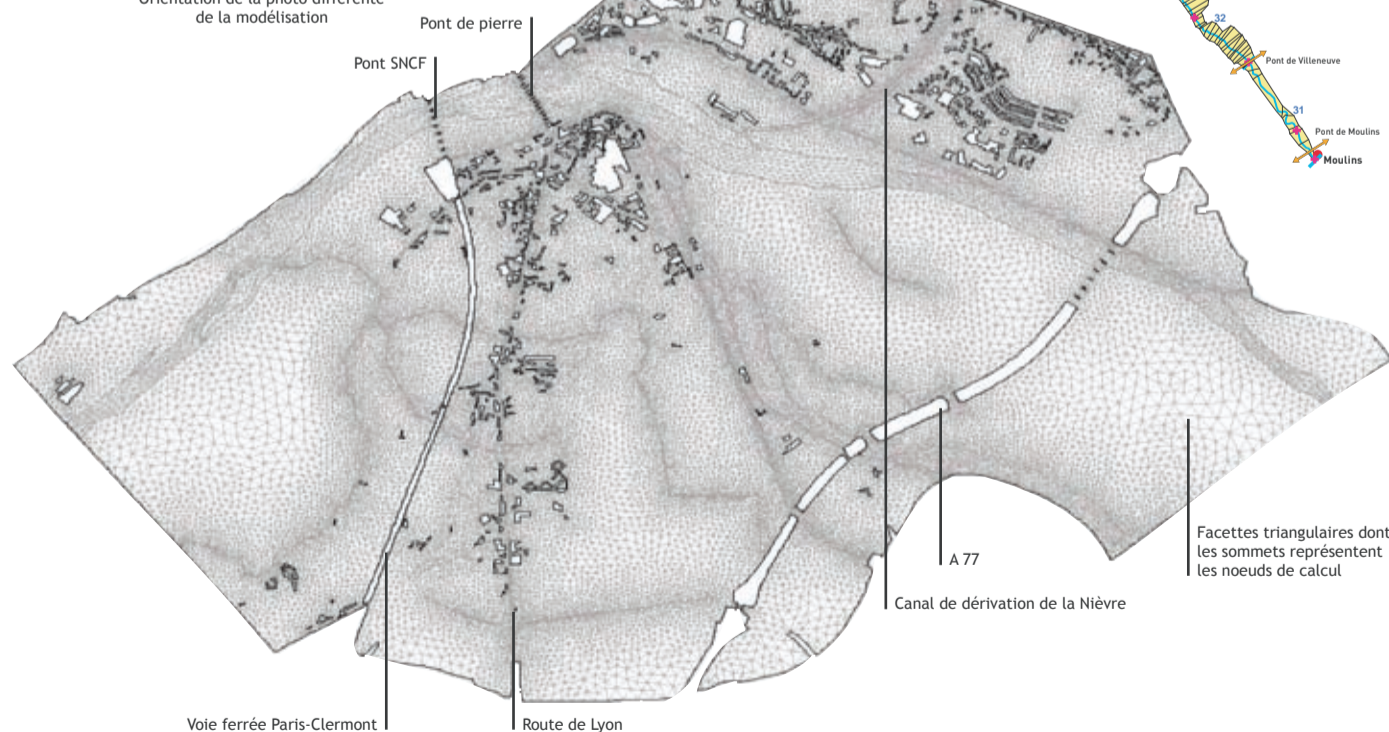 Orientation de la photo différente
de la modélisation
Pont de pierre
Pont SNCF
32
Pont de Villeneuve
31
Pont de Moulins
Moulins
Facettes triangulaires dont
les sommets représentent
les noeuds de calcul
A 77
Canal de dérivation de la Nièvre
Voie ferrée Paris-Clermont
Route de Lyon